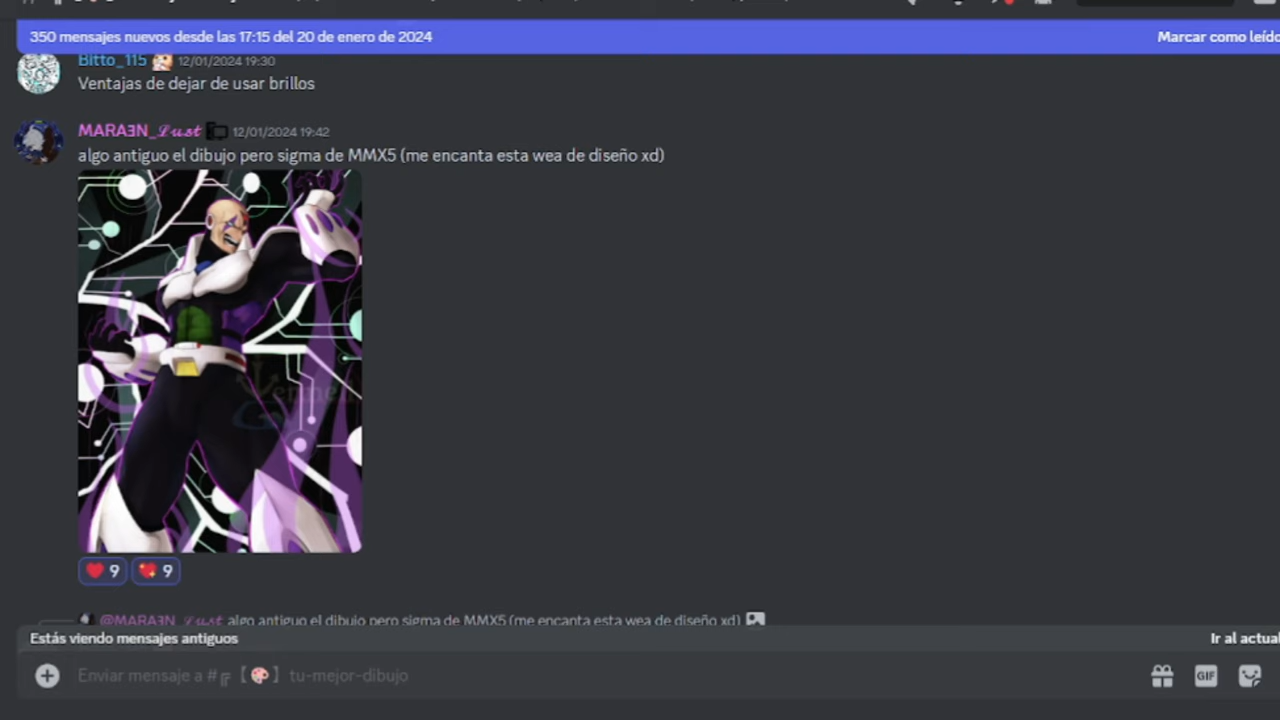 350 mensajes nuevos desde las 17:15 del 20 de enero de 2024
Marcar como leído
Bitto_115 12/01/2024 19:30
Ventajas de dejar de usar brillos
MARAƎN_𝓛𝓾𝓼𝓽 12/01/2024 19:42
algo antiguo el dibujo pero sigma de MMX5 (me encanta esta wea de diseño xd)
9 9
@MARAƎN_𝓛𝓾𝓼𝓽 algo antiguo el dibujo pero sigma de MMX5 (me encanta esta wea de diseño xd)
Estás viendo mensajes antiguos
Ir al actual
Enviar mensaje a #╔【🎨】tu-mejor-dibujo
GIF